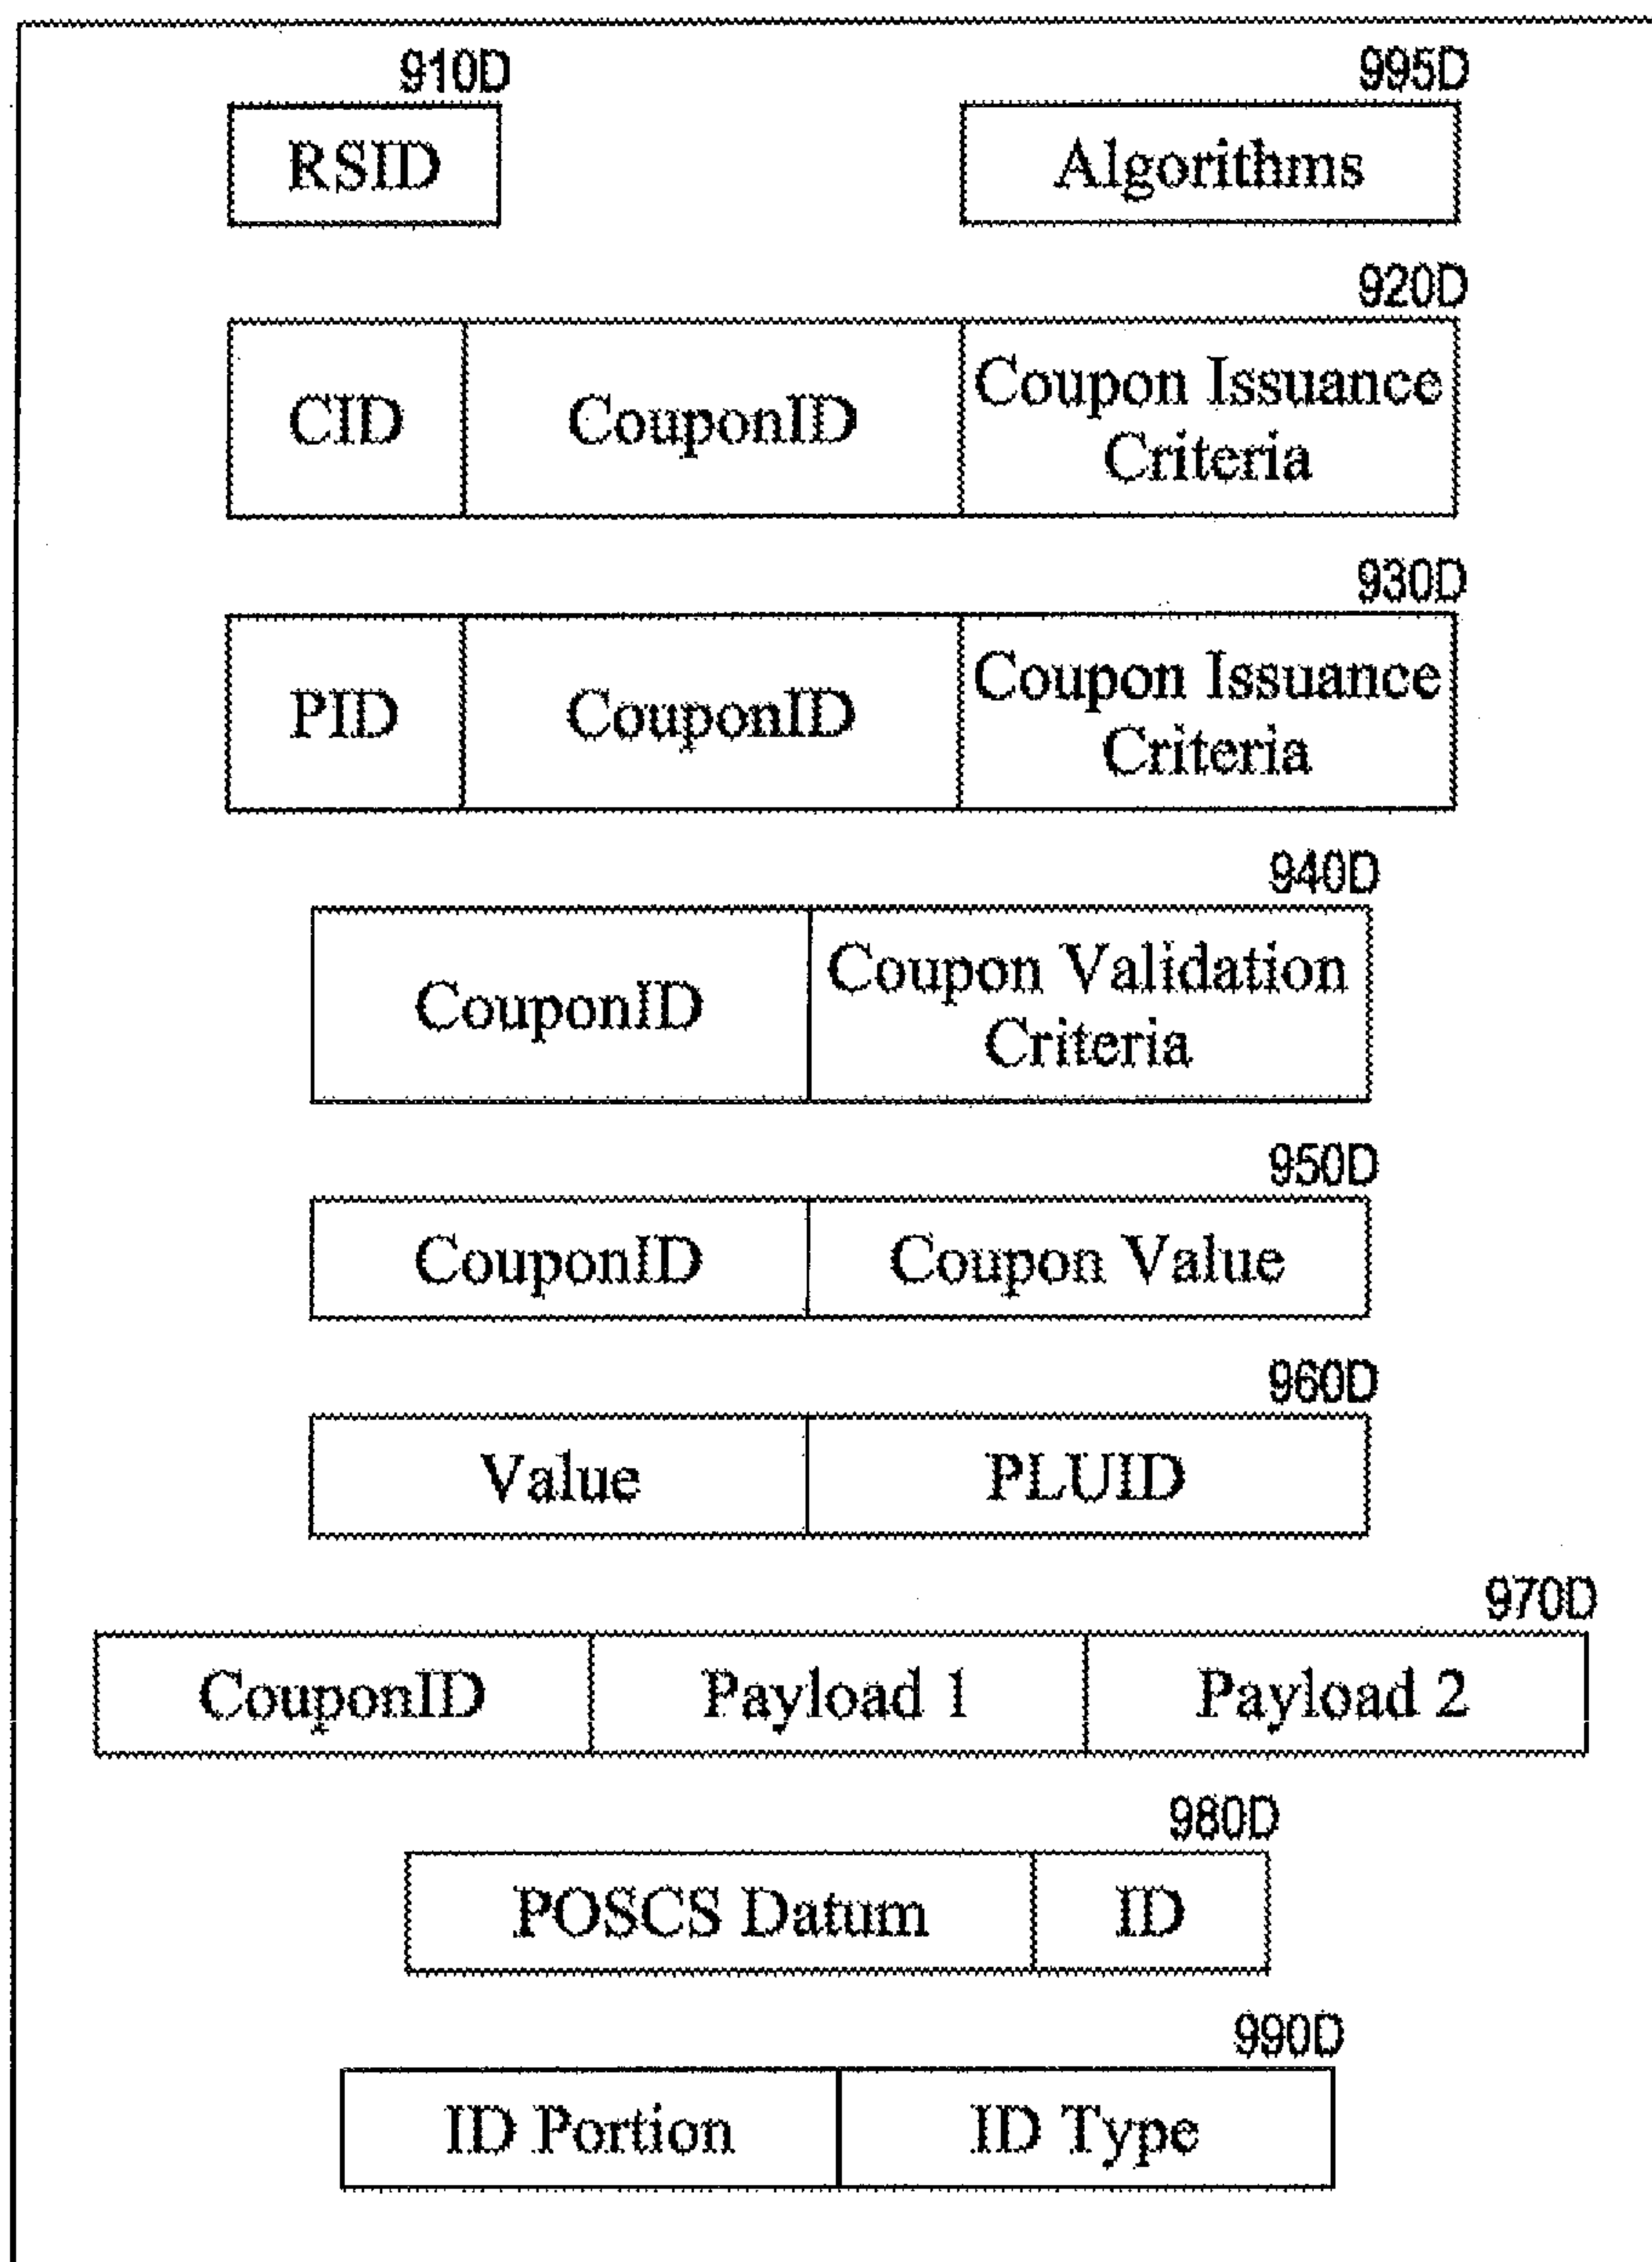 910D
995D
RSID
Algorithms
920D
CID
CouponID
Coupon Issuance
Criteria
930D
PID
CouponID
Coupon Issuance
Criteria
940D
CouponID
Coupon Validation
Criteria
950D
CouponID
Coupon Value
960D
Value
PLUID
970D
CouponID
Payload 1
Payload 2
980D
POSCS Datum
ID
990D
ID Portion
ID Type